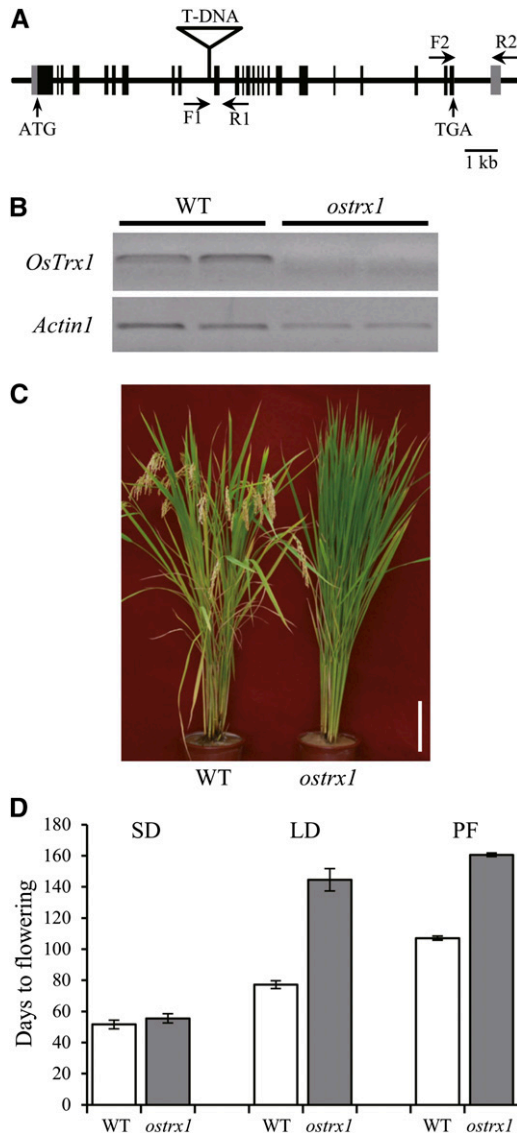 A
T-DNA
F2
R2
F1
R1
ATG
TGA
1 kb
B
WT
ostrx1
OsTrx1
Actin1
C
WT
ostrx1
D
SD
LD
PF
Days to flowering
180
160
140
120
100
80
60
40
20
0
WT
ostrx1
WT
ostrx1
WT
ostrx1